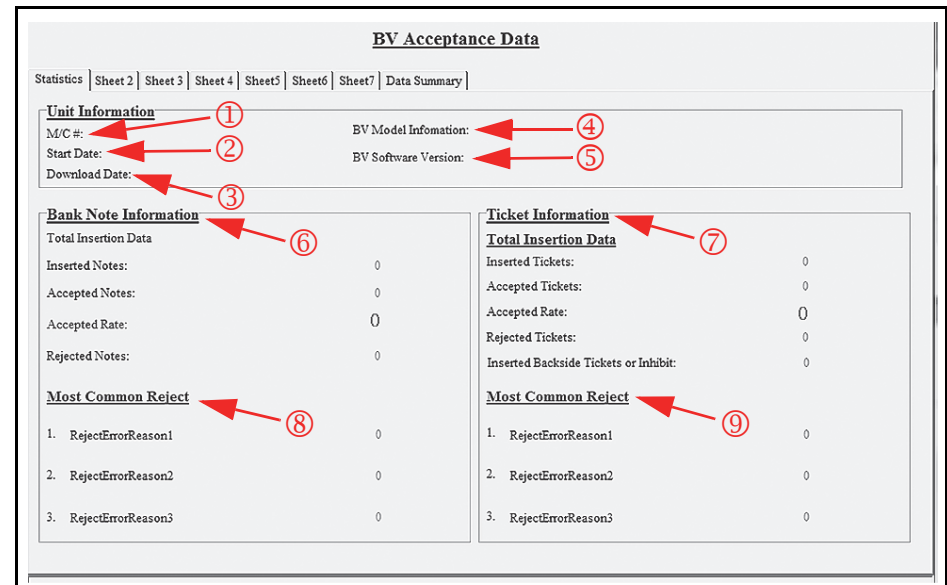 BV Acceptance Data
Statistics Sheet 2 Sheet 3 Sheet 4 Sheet5 Sheet6 Sheet7 Data Summary
Unit Information
M/C #: ①
Start Date: ②
Download Date: ③
BV Model Infomation: ④
BV Software Version: ⑤
Bank Note Information ⑥
Total Insertion Data
Inserted Notes: 0
Accepted Notes: 0
Accepted Rate: 0
Rejected Notes: 0
Most Common Reject ⑧
1. RejectErrorReason1 0
2. RejectErrorReason2 0
3. RejectErrorReason3 0
Ticket Information ⑦
Total Insertion Data
Inserted Tickets: 0
Accepted Tickets: 0
Accepted Rate: 0
Rejected Tickets: 0
Inserted Backside Tickets or Inhibit: 0
Most Common Reject ⑨
1. RejectErrorReason1 0
2. RejectErrorReason2 0
3. RejectErrorReason3 0